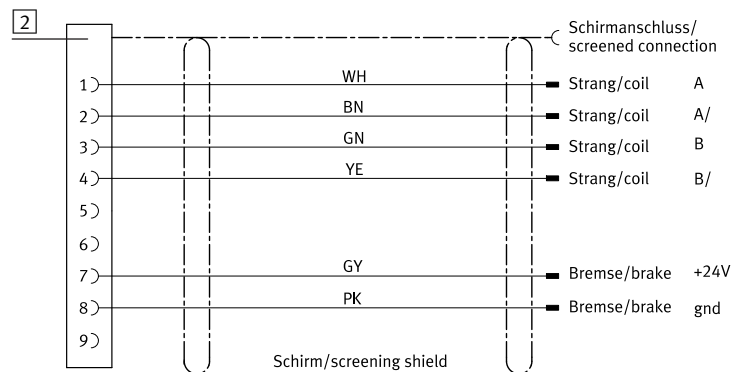 2
Schirmanschluss/
screened connection
1 WH Strang/coil A
2 BN Strang/coil A/
3 GN Strang/coil B
4 YE Strang/coil B/
5
6
7 GY Bremse/brake +24V
8 PK Bremse/brake gnd
9
Schirm/screening shield